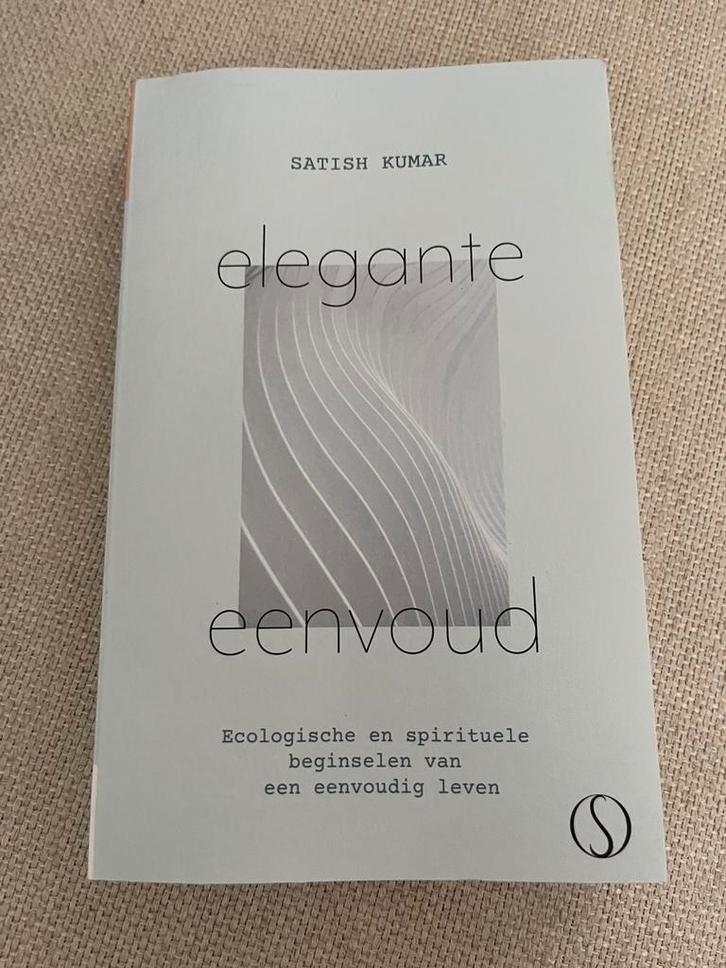 SATISH KUMAR
elegante
eenvoud
Ecologische en spirituele
beginselen van
een eenvoudig leven